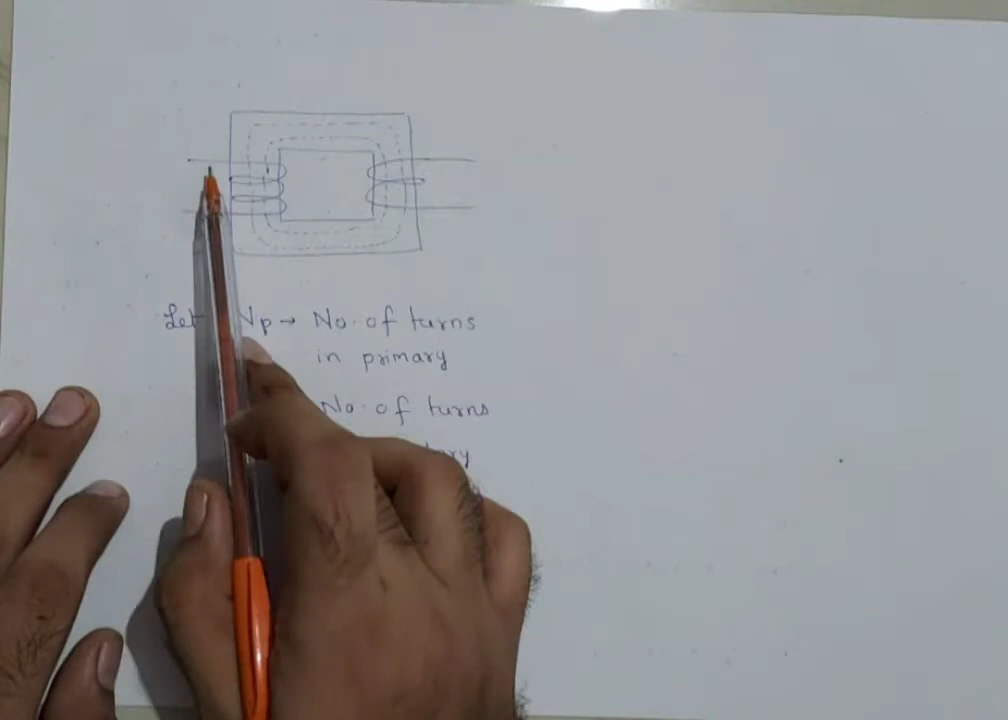 Let Np → No. of turns
in primary
No. of turns